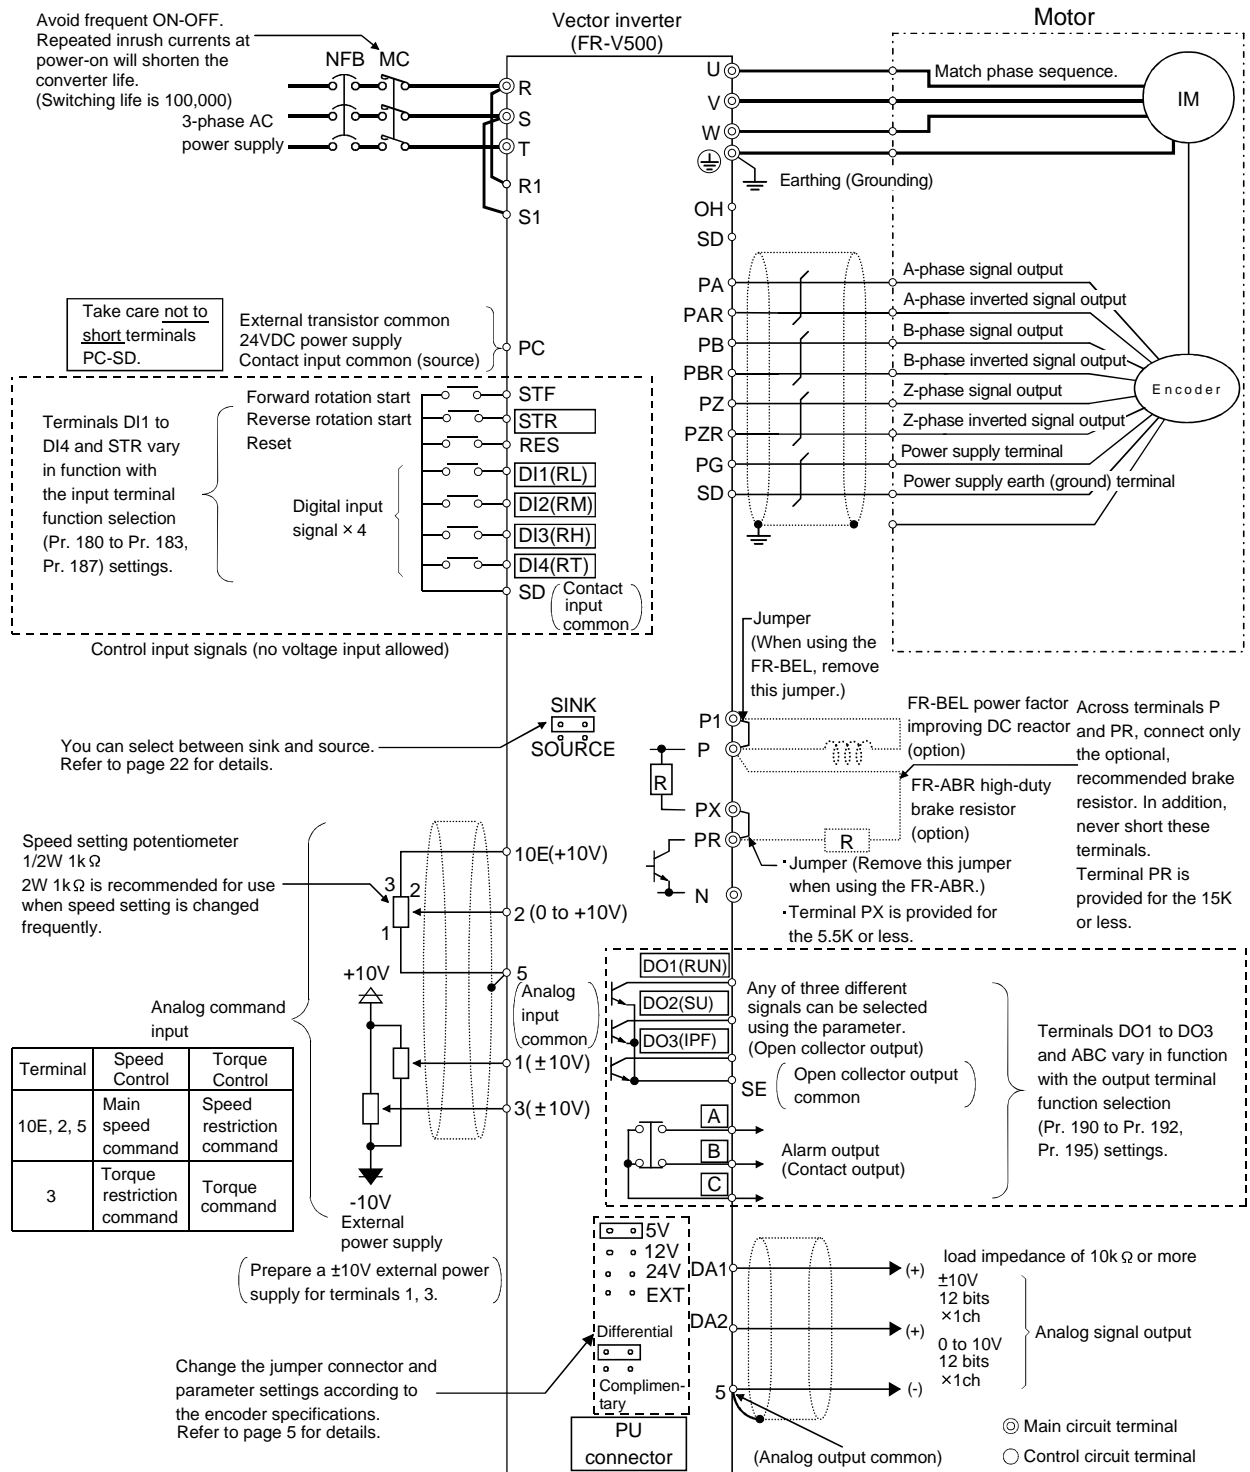 Avoid frequent ON-OFF.
Repeated inrush currents at
power-on will shorten the
converter life.
(Switching life is 100,000)
3-phase AC
power supply
NFB MC
Vector inverter
(FR-V500)
Motor
R
S
T
R1
S1
U
V
W
Match phase sequence.
IM
Earthing (Grounding)
OH
SD
PA
PAR
PB
PBR
PZ
PZR
PG
SD
A-phase signal output
A-phase inverted signal output
B-phase signal output
B-phase inverted signal output
Z-phase signal output
Z-phase inverted signal output
Power supply terminal
Power supply earth (ground) terminal
Encoder
Take care not to
short terminals
PC-SD.
External transistor common
24VDC power supply
Contact input common (source)
PC
Terminals DI1 to
DI4 and STR vary
in function with
the input terminal
function selection
(Pr. 180 to Pr. 183,
Pr. 187) settings.
Forward rotation start
Reverse rotation start
Reset
Digital input
signal × 4
STF
STR
RES
DI1(RL)
DI2(RM)
DI3(RH)
DI4(RT)
SD
Contact
input
common
Control input signals (no voltage input allowed)
SINK
SOURCE
You can select between sink and source.
Refer to page 22 for details.
Jumper
(When using the
FR-BEL, remove
this jumper.)
P1
P
R
PX
PR
N
FR-BEL power factor
improving DC reactor
(option)
FR-ABR high-duty
brake resistor
(option)
R
Jumper (Remove this jumper
when using the FR-ABR.)
Terminal PX is provided for
the 5.5K or less.
Across terminals P
and PR, connect only
the optional,
recommended brake
resistor. In addition,
never short these
terminals.
Terminal PR is
provided for the 15K
or less.
Speed setting potentiometer
1/2W 1kΩ
2W 1kΩ is recommended for use
when speed setting is changed
frequently.
3
2
1
10E(+10V)
2 (0 to +10V)
5
Analog
input
common
1(±10V)
3(±10V)
+10V
-10V
External
power supply
(Prepare a ±10V external power
supply for terminals 1, 3.)
Analog command
input
Terminal Speed Control Torque Control
10E, 2, 5 Main speed command Speed restriction command
3 Torque restriction command Torque command
DO1(RUN)
DO2(SU)
DO3(IPF)
SE
Any of three different
signals can be selected
using the parameter.
(Open collector output)
Open collector output
common
A
B
C
Alarm output
(Contact output)
Terminals DO1 to DO3
and ABC vary in function
with the output terminal
function selection
(Pr. 190 to Pr. 192,
Pr. 195) settings.
5V
12V
24V
EXT
Differential
Complimen-
tary
Change the jumper connector and
parameter settings according to
the encoder specifications.
Refer to page 5 for details.
PU
connector
DA1
DA2
5
(+)
(+)
(-)
load impedance of 10kΩ or more
±10V
12 bits
×1ch
0 to 10V
12 bits
×1ch
Analog signal output
(Analog output common)
Main circuit terminal
Control circuit terminal